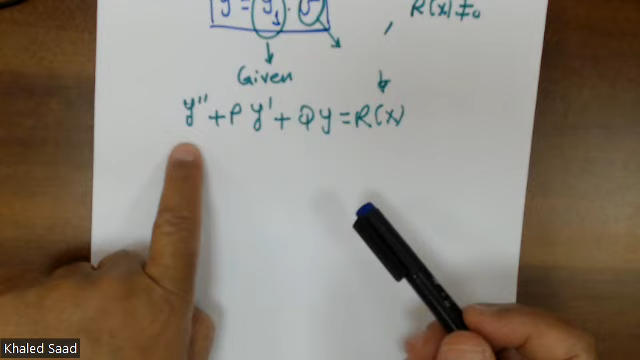 y = y₁ . v
, R(x) ≠ 0
Given
y'' + P y' + Q y = R(x)
Khaled Saad